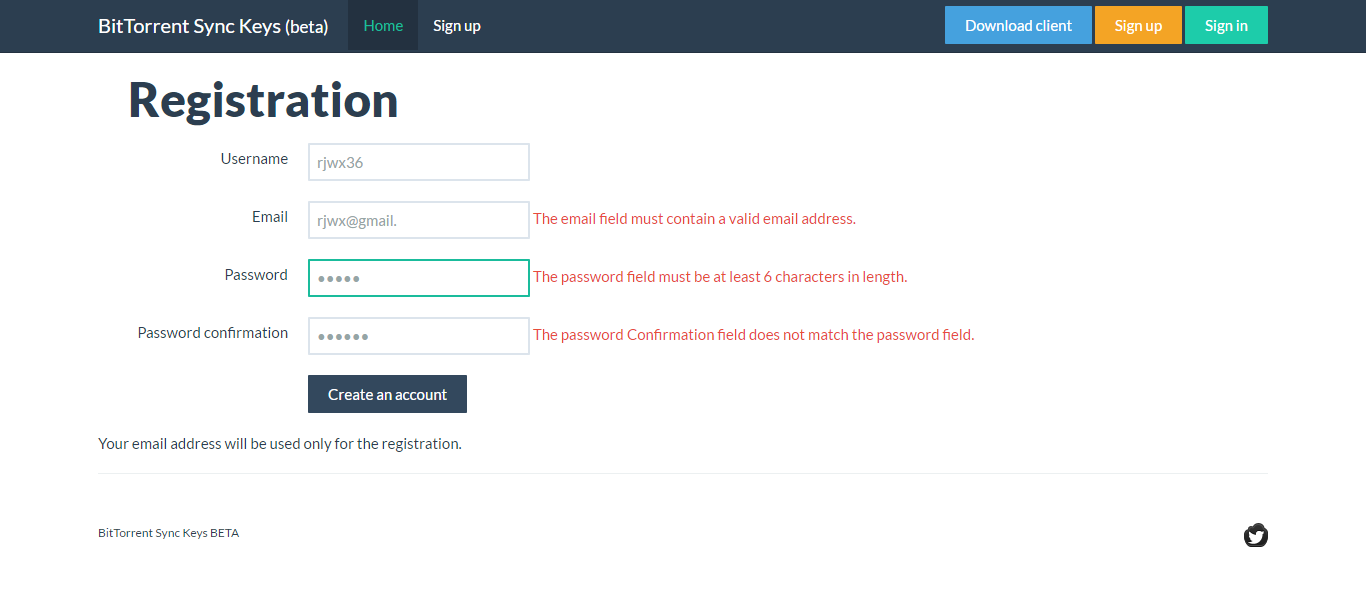 BitTorrent Sync Keys (beta) Home Sign up Download client Sign up Sign in
Registration
Username rjwx36
Email rjwx@gmail. The email field must contain a valid email address.
Password ●●●●● The password field must be at least 6 characters in length.
Password confirmation ●●●●●● The password Confirmation field does not match the password field.
Create an account
Your email address will be used only for the registration.
BitTorrent Sync Keys BETA